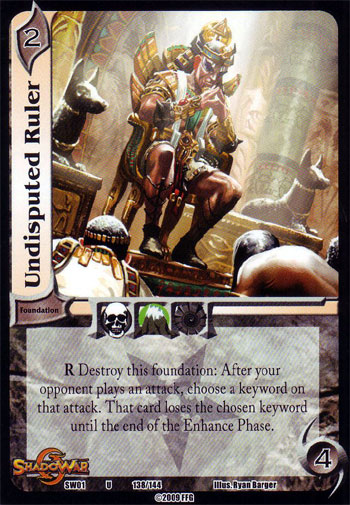 2
Undisputed Ruler
Foundation
R Destroy this foundation: After your
opponent plays an attack, choose a keyword on
that attack. That card loses the chosen keyword
until the end of the Enhance Phase.
4
SHADOWAR
SW01 U 138/144 Illus. Ryan Barger
©2009 FFG